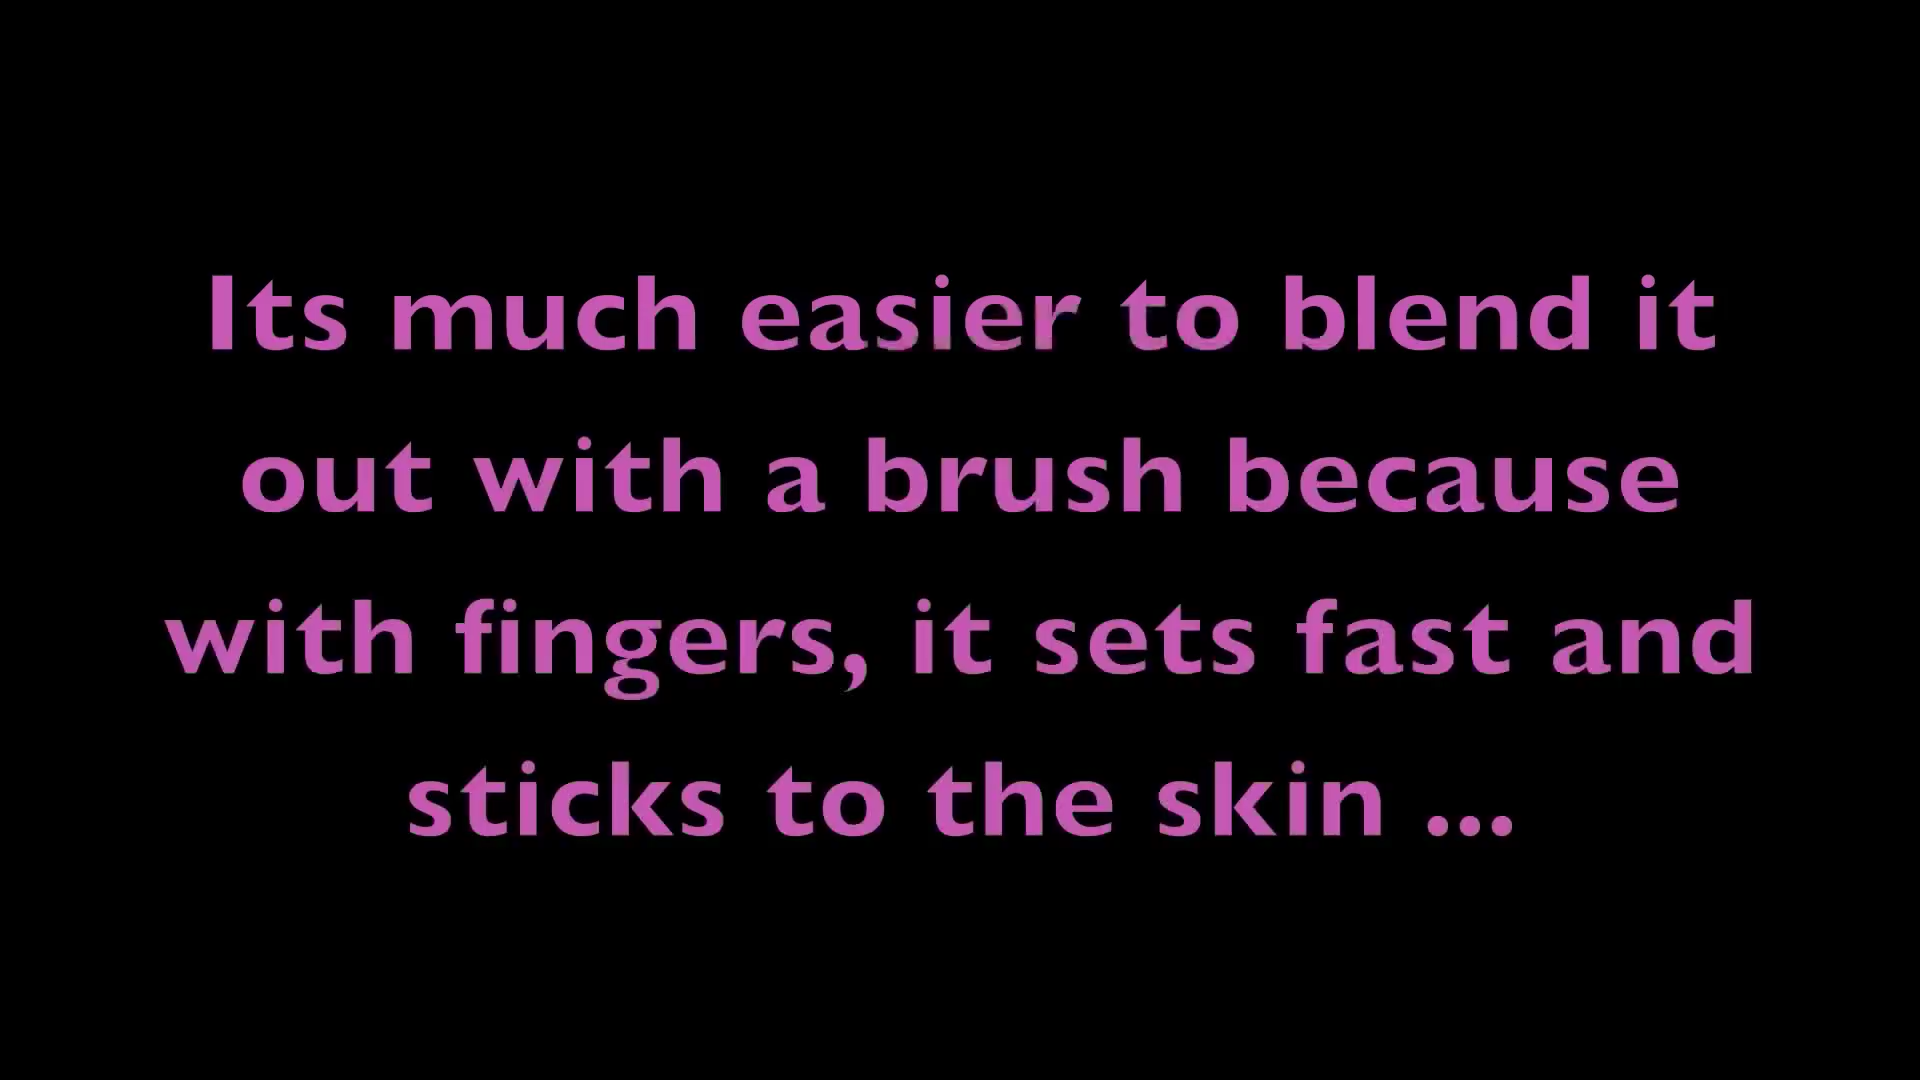 Its much easier to blend it
out with a brush because
with fingers, it sets fast and
sticks to the skin ...